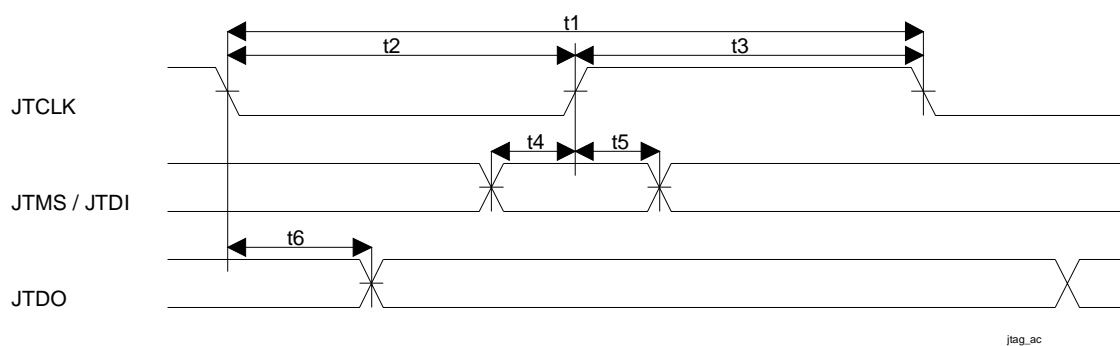 t1
t2
t3
JTCLK
t4
t5
JTMS / JTDI
t6
JTDO
jtag_ac